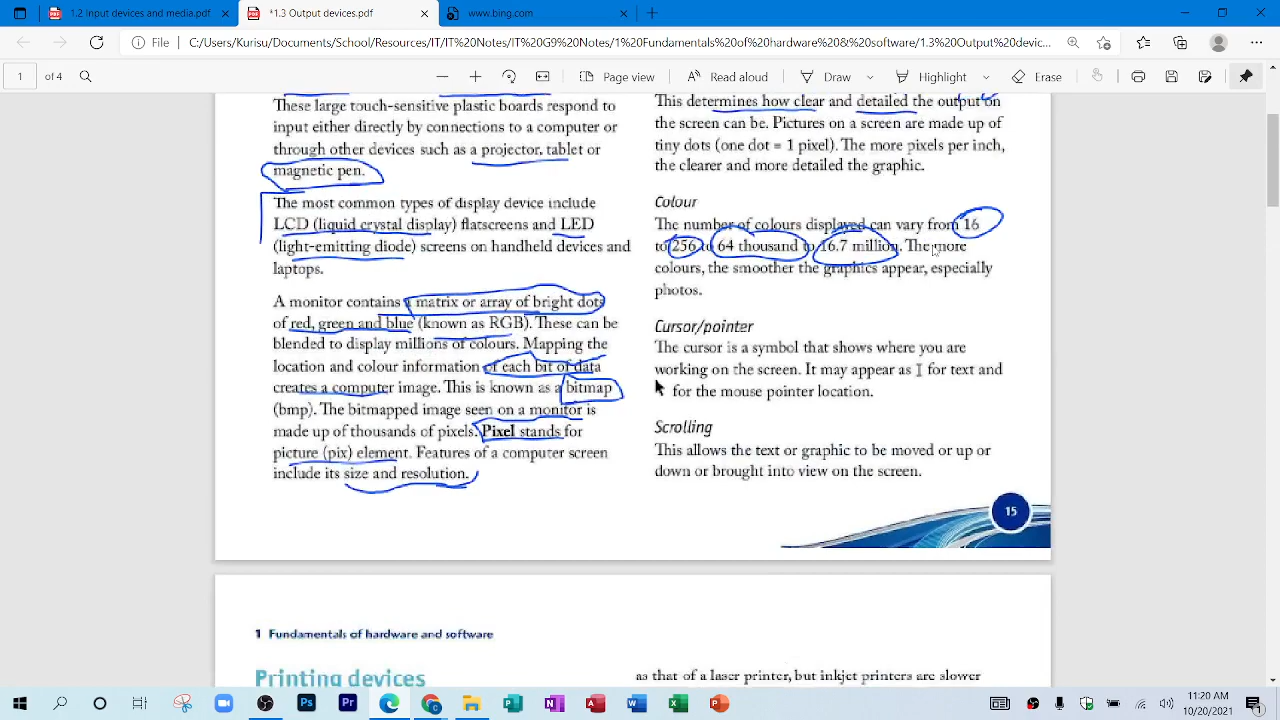 1.2 Input devices and media.pdf
*1.3 Output devices.pdf
www.bing.com
File
C:/Users/Kurisu/Documents/School/Resources/IT/IT%20Notes/IT%20G9%20Notes/1%20Fundamentals%20of%20hardware%20&%20software/1.3%20Output%20devic...
1 of 4
Page view
Read aloud
Draw
Highlight
Erase
These large touch-sensitive plastic boards respond to
input either directly by connections to a computer or
through other devices such as a projector, tablet or
magnetic pen.
The most common types of display device include
LCD (liquid crystal display) flatscreens and LED
(light-emitting diode) screens on handheld devices and
laptops.
A monitor contains a matrix or array of bright dots
of red, green and blue (known as RGB). These can be
blended to display millions of colours. Mapping the
location and colour information of each bit of data
creates a computer image. This is known as a bitmap
(bmp). The bitmapped image seen on a monitor is
made up of thousands of pixels. Pixel stands for
picture (pix) element. Features of a computer screen
include its size and resolution.
This determines how clear and detailed the output on
the screen can be. Pictures on a screen are made up of
tiny dots (one dot = 1 pixel). The more pixels per inch,
the clearer and more detailed the graphic.
Colour
The number of colours displayed can vary from 16
to 256 to 64 thousand to 16.7 million. The more
colours, the smoother the graphics appear, especially
photos.
Cursor/pointer
The cursor is a symbol that shows where you are
working on the screen. It may appear as I for text and
for the mouse pointer location.
Scrolling
This allows the text or graphic to be moved or up or
down or brought into view on the screen.
15
1 Fundamentals of hardware and software
Printing devices
as that of a laser printer, but inkjet printers are slower
11:20 AM
10/20/2021